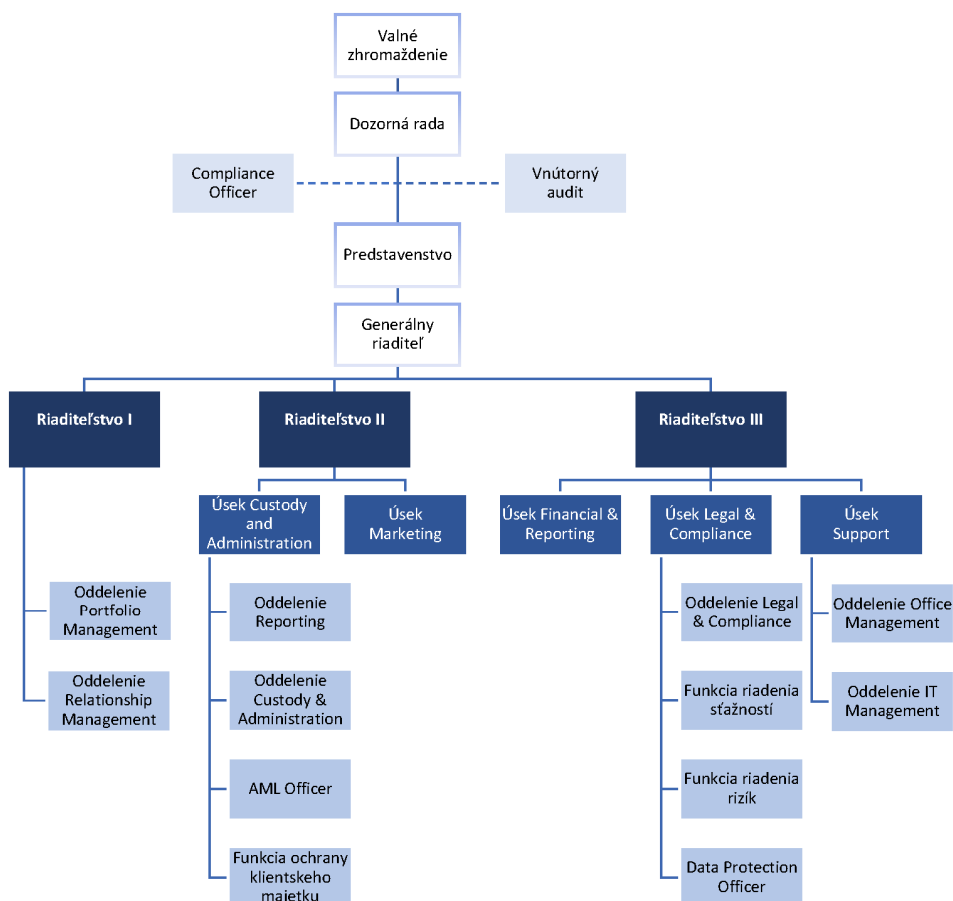 Valné
zhromaždenie
Dozorná rada
Compliance
Officer
Vnútorný
audit
Predstavenstvo
Generálny
riaditeľ
Riaditeľstvo I
Riaditeľstvo II
Riaditeľstvo III
Úsek Custody
and
Administration
Úsek
Marketing
Úsek Financial &
Reporting
Úsek Legal &
Compliance
Úsek
Support
Oddelenie
Portfolio
Management
Oddelenie
Relationship
Management
Oddelenie
Reporting
Oddelenie
Custody &
Administration
AML Officer
Funkcia ochrany
klientskeho
majetku
Oddelenie Legal
& Compliance
Funkcia riadenia
sťažností
Funkcia riadenia
rizík
Data Protection
Officer
Oddelenie Office
Management
Oddelenie IT
Management